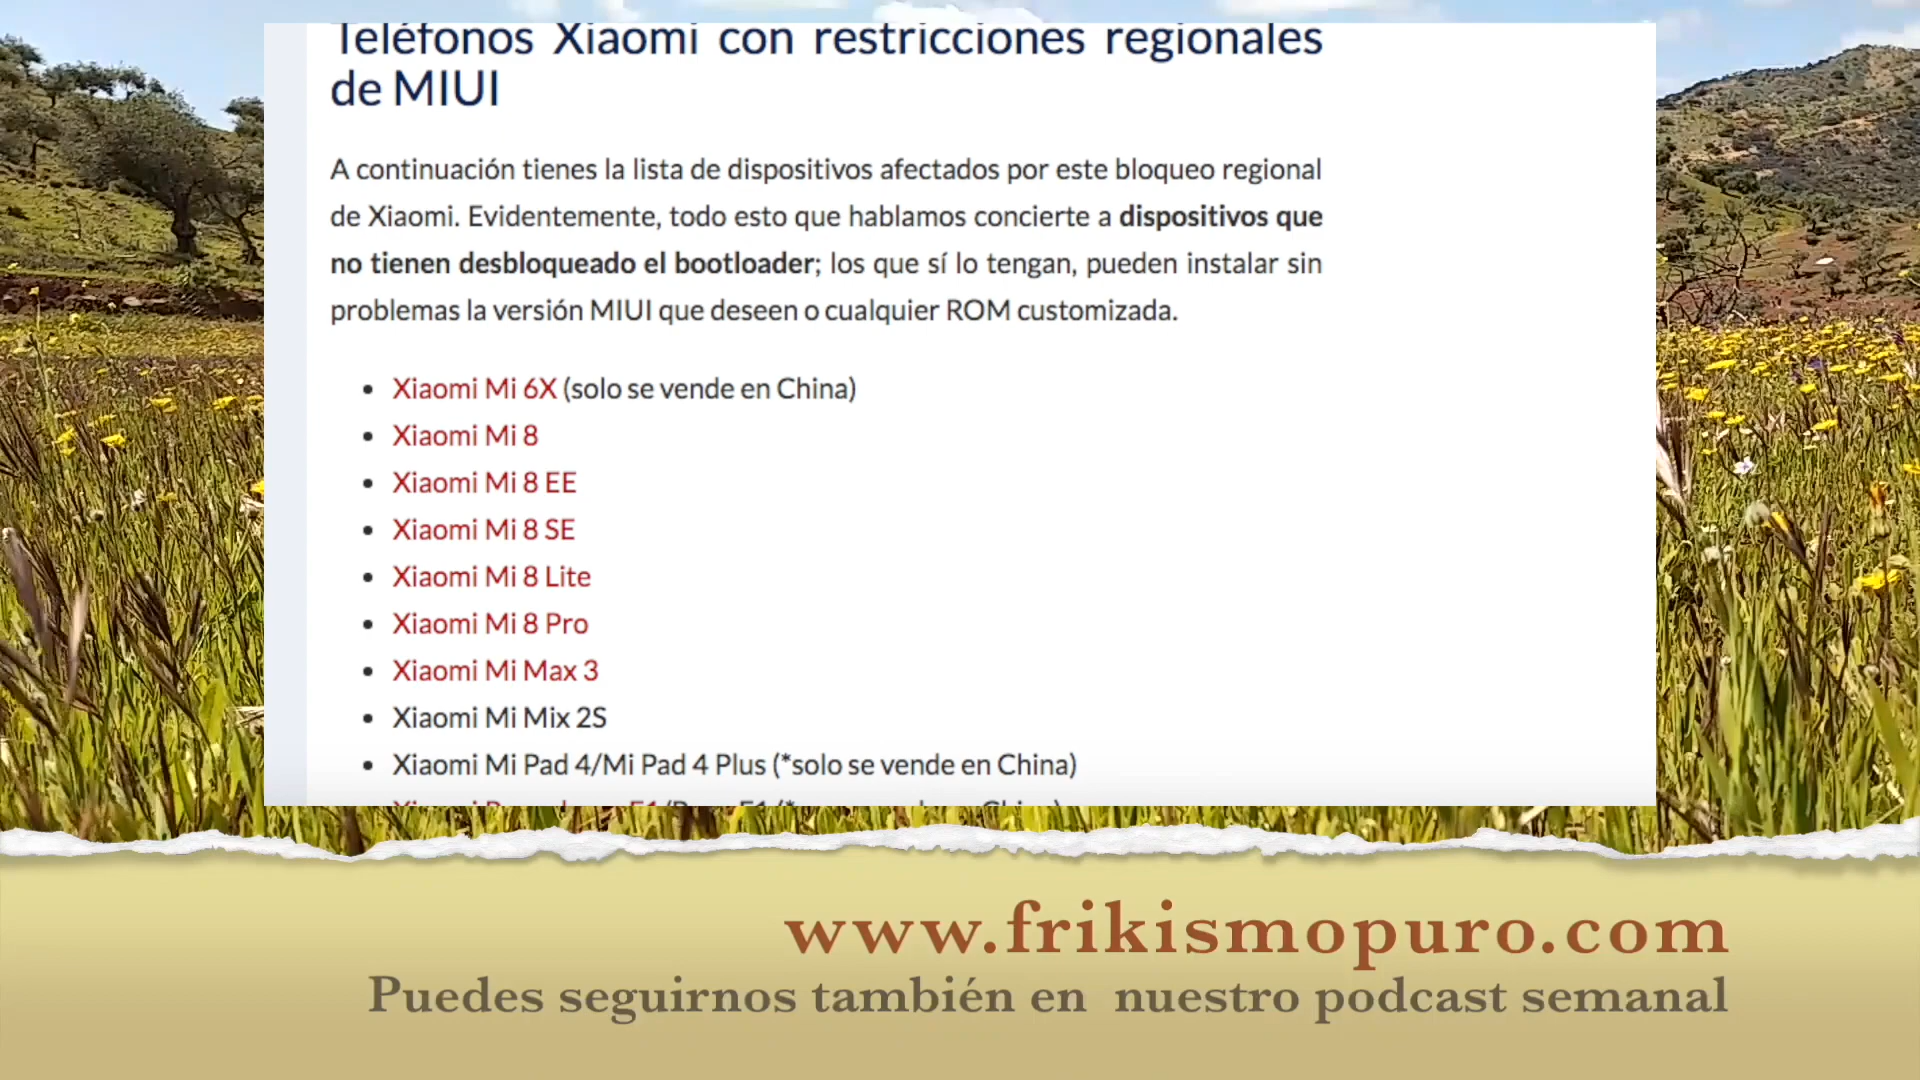 Teléfonos Xiaomi con restricciones regionales
de MIUI
A continuación tienes la lista de dispositivos afectados por este bloqueo regional
de Xiaomi. Evidentemente, todo esto que hablamos concierte a dispositivos que
no tienen desbloqueado el bootloader; los que sí lo tengan, pueden instalar sin
problemas la versión MIUI que deseen o cualquier ROM customizada.
• Xiaomi Mi 6X (solo se vende en China)
• Xiaomi Mi 8
• Xiaomi Mi 8 EE
• Xiaomi Mi 8 SE
• Xiaomi Mi 8 Lite
• Xiaomi Mi 8 Pro
• Xiaomi Mi Max 3
• Xiaomi Mi Mix 2S
• Xiaomi Mi Pad 4/Mi Pad 4 Plus (*solo se vende en China)
www.frikismopuro.com
Puedes seguirnos también en nuestro podcast semanal